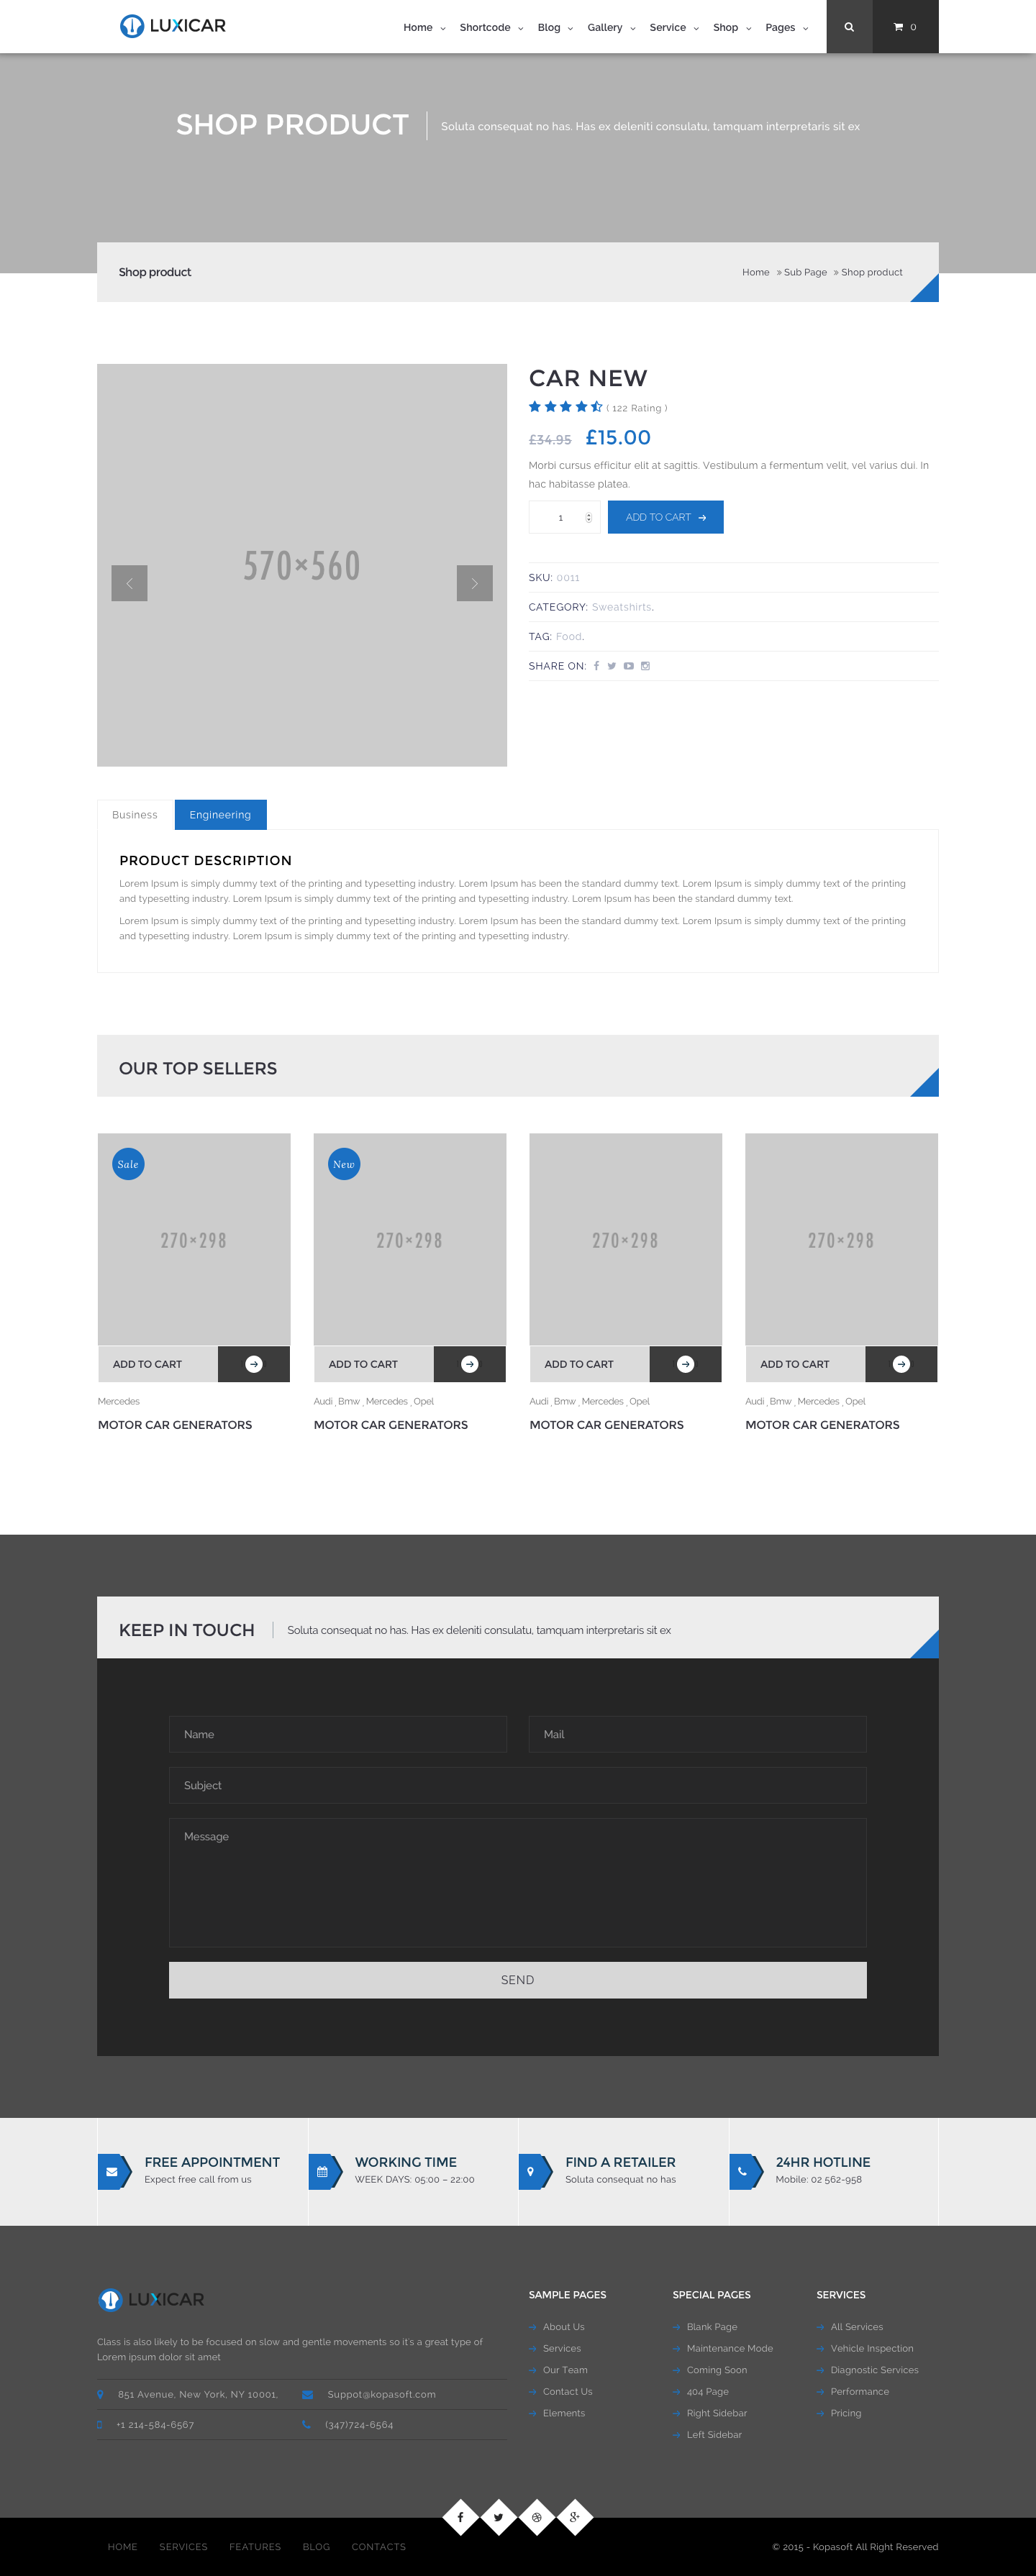 LUXICAR
Home Shortcode Blog Gallery Service Shop Pages 0
SHOP PRODUCT
Soluta consequat no has. Has ex deleniti consulatu, tamquam interpretaris sit ex
Shop product
Home » Sub Page » Shop product
570×560
CAR NEW
( 122 Rating )
£34.95 £15.00
Morbi cursus efficitur elit at sagittis. Vestibulum a fermentum velit, vel varius dui. In
hac habitasse platea.
1
ADD TO CART
SKU: 0011
CATEGORY: Sweatshirts.
TAG: Food.
SHARE ON:
Business Engineering
PRODUCT DESCRIPTION
Lorem Ipsum is simply dummy text of the printing and typesetting industry. Lorem Ipsum has been the standard dummy text. Lorem Ipsum is simply dummy text of the printing
and typesetting industry. Lorem Ipsum is simply dummy text of the printing and typesetting industry. Lorem Ipsum has been the standard dummy text.
Lorem Ipsum is simply dummy text of the printing and typesetting industry. Lorem Ipsum has been the standard dummy text. Lorem Ipsum is simply dummy text of the printing
and typesetting industry. Lorem Ipsum is simply dummy text of the printing and typesetting industry.
OUR TOP SELLERS
Sale
270×298
ADD TO CART
Mercedes
MOTOR CAR GENERATORS
New
270×298
ADD TO CART
Audi , Bmw , Mercedes , Opel
MOTOR CAR GENERATORS
270×298
ADD TO CART
Audi , Bmw , Mercedes , Opel
MOTOR CAR GENERATORS
270×298
ADD TO CART
Audi , Bmw , Mercedes , Opel
MOTOR CAR GENERATORS
KEEP IN TOUCH
Soluta consequat no has. Has ex deleniti consulatu, tamquam interpretaris sit ex
Name
Mail
Subject
Message
SEND
FREE APPOINTMENT
Expect free call from us
WORKING TIME
WEEK DAYS: 05:00 – 22:00
FIND A RETAILER
Soluta consequat no has
24HR HOTLINE
Mobile: 02 562-958
LUXICAR
Class is also likely to be focused on slow and gentle movements so it's a great type of
Lorem ipsum dolor sit amet
851 Avenue, New York, NY 10001,
Suppot@kopasoft.com
+1 214-584-6567
(347)724-6564
SAMPLE PAGES
About Us
Services
Our Team
Contact Us
Elements
SPECIAL PAGES
Blank Page
Maintenance Mode
Coming Soon
404 Page
Right Sidebar
Left Sidebar
SERVICES
All Services
Vehicle Inspection
Diagnostic Services
Performance
Pricing
HOME SERVICES FEATURES BLOG CONTACTS
© 2015 - Kopasoft All Right Reserved